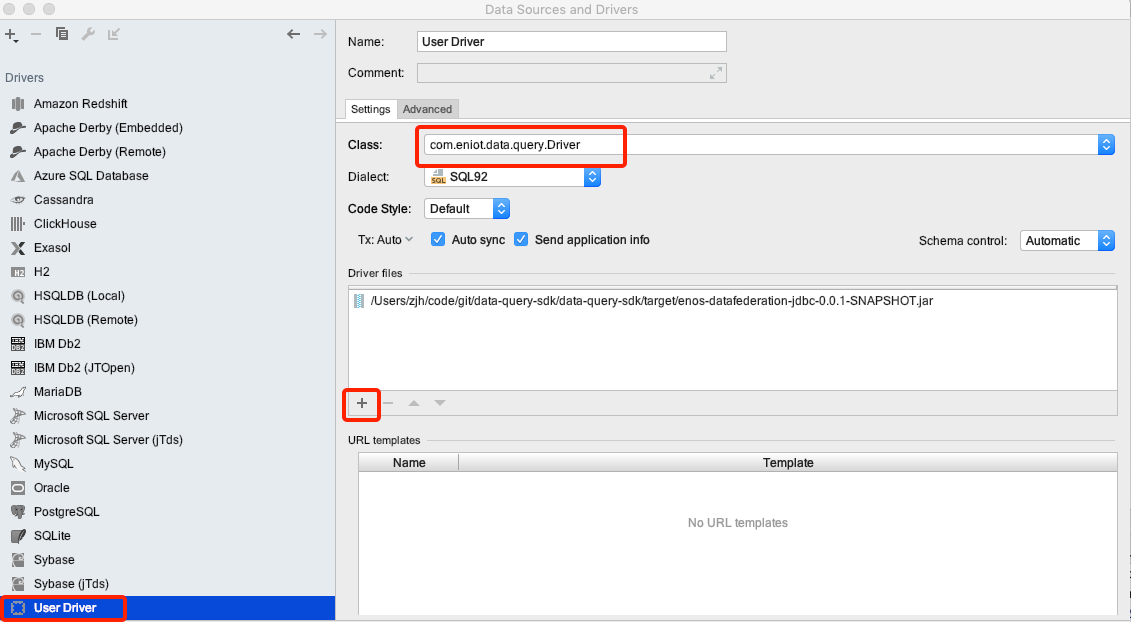 Data Sources and Drivers
Drivers
Amazon Redshift
Apache Derby (Embedded)
Apache Derby (Remote)
Azure SQL Database
Cassandra
ClickHouse
Exasol
H2
HSQLDB (Local)
HSQLDB (Remote)
IBM Db2
IBM Db2 (JTOpen)
MariaDB
Microsoft SQL Server
Microsoft SQL Server (jTds)
MySQL
Oracle
PostgreSQL
SQLite
Sybase
Sybase (jTds)
User Driver
Name: User Driver
Comment:
Settings Advanced
Class: com.eniot.data.query.Driver
Dialect: SQL SQL92
Code Style: Default
Tx: Auto Auto sync Send application info Schema control: Automatic
Driver files
/Users/zjh/code/git/data-query-sdk/data-query-sdk/target/enos-datafederation-jdbc-0.0.1-SNAPSHOT.jar
URL templates
Name Template
No URL templates